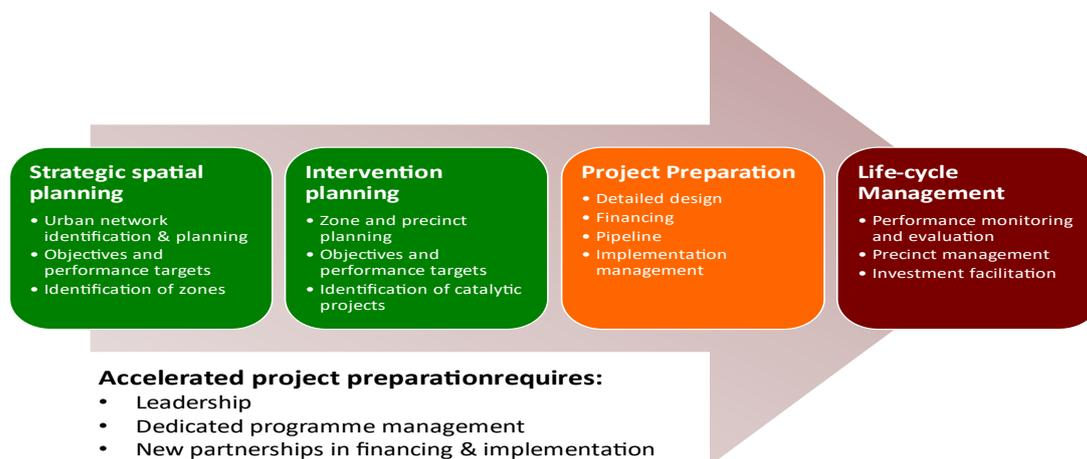 Strategic spatial
planning
• Urban network
identification & planning
• Objectives and
performance targets
• Identification of zones
Intervention
planning
• Zone and precinct
planning
• Objectives and
performance targets
• Identification of catalytic
projects
Project Preparation
• Detailed design
• Financing
• Pipeline
• Implementation
management
Life-cycle
Management
• Performance monitoring
and evaluation
• Precinct management
• Investment facilitation
Accelerated project preparationrequires:
• Leadership
• Dedicated programme management
• New partnerships in financing & implementation